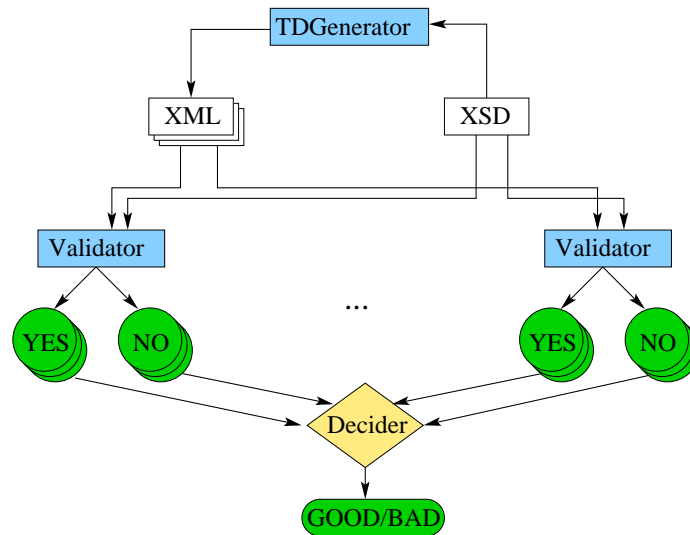 TDGenerator
XML
XSD
Validator
Validator
...
YES
NO
YES
NO
Decider
GOOD/BAD